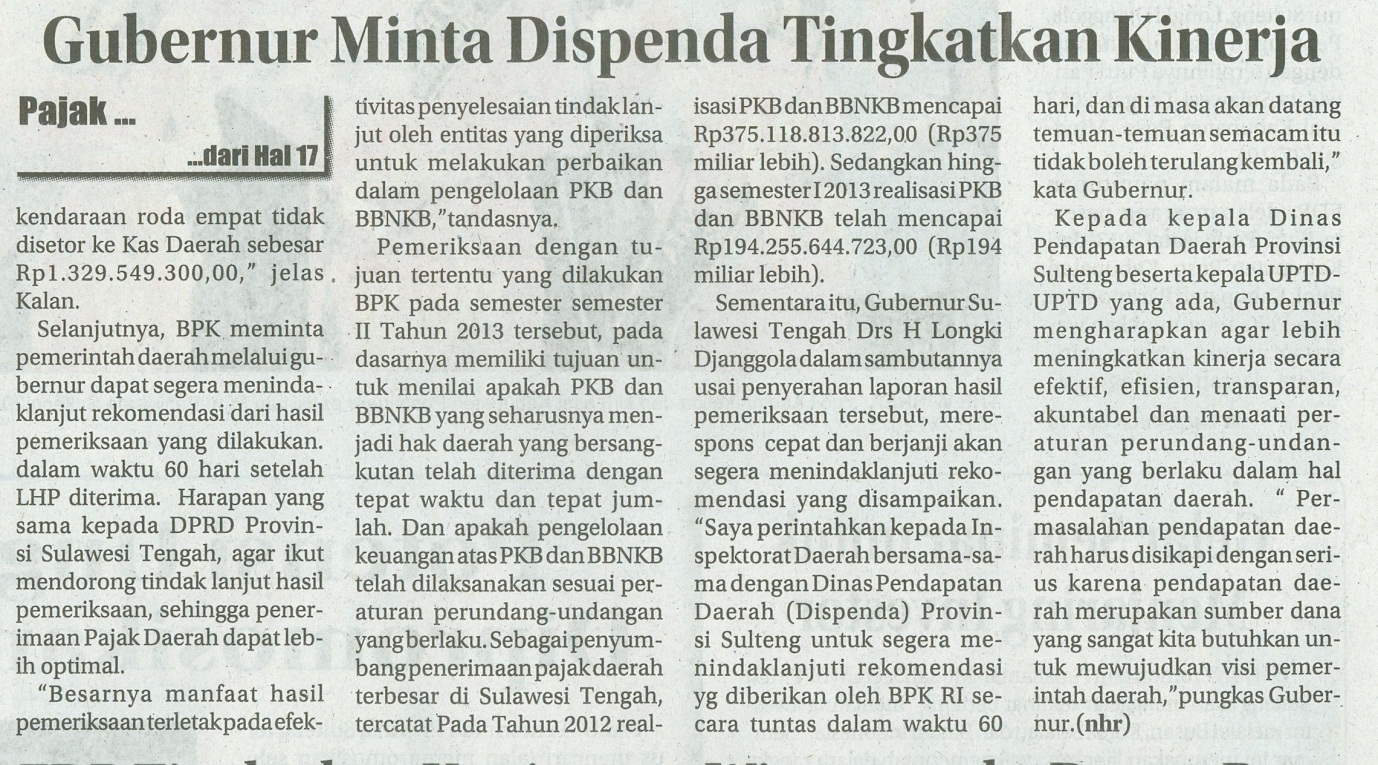 Gubernur Minta Dispenda Tingkatkan Kinerja
Pajak ...
...dari Hal 17
kendaraan roda empat tidak
disetor ke Kas Daerah sebesar
Rp1.329.549.300,00,” jelas
Kalan.
Selanjutnya, BPK meminta
pemerintah daerah melalui gu-
bernur dapat segera meninda-
klanjut rekomendasi dari hasil
pemeriksaan yang dilakukan.
dalam waktu 60 hari setelah
LHP diterima. Harapan yang
sama kepada DPRD Provin-
si Sulawesi Tengah, agar ikut
mendorong tindak lanjut hasil
pemeriksaan, sehingga pener-
imaan Pajak Daerah dapat leb-
ih optimal.
“Besarnya manfaat hasil
pemeriksaan terletak pada efek-
tivitas penyelesaian tindak lan-
jut oleh entitas yang diperiksa
untuk melakukan perbaikan
dalam pengelolaan PKB dan
BBNKB,”tandasnya.
Pemeriksaan dengan tu-
juan tertentu yang dilakukan
BPK pada semester semester
II Tahun 2013 tersebut, pada
dasarnya memiliki tujuan un-
tuk menilai apakah PKB dan
BBNKB yang seharusnya men-
jadi hak daerah yang bersang-
kutan telah diterima dengan
tepat waktu dan tepat jum-
lah. Dan apakah pengelolaan
keuangan atas PKB dan BBNKB
telah dilaksanakan sesuai per-
aturan perundang-undangan
yang berlaku. Sebagai penyum-
bang penerimaan pajak daerah
terbesar di Sulawesi Tengah,
tercatat Pada Tahun 2012 real-
isasi PKB dan BBNKB mencapai
Rp375.118.813.822,00 (Rp375
miliar lebih). Sedangkan hing-
ga semester I 2013 realisasi PKB
dan BBNKB telah mencapai
Rp194.255.644.723,00 (Rp194
miliar lebih).
Sementara itu, Gubernur Su-
lawesi Tengah Drs H Longki
Djanggola dalam sambutannya
usai penyerahan laporan hasil
pemeriksaan tersebut, mere-
spons cepat dan berjanji akan
segera menindaklanjuti reko-
mendasi yang disampaikan.
“Saya perintahkan kepada In-
spektorat Daerah bersama-sa-
ma dengan Dinas Pendapatan
Daerah (Dispenda) Provin-
si Sulteng untuk segera me-
nindaklanjuti rekomendasi
yg diberikan oleh BPK RI se-
cara tuntas dalam waktu 60
hari, dan di masa akan datang
temuan-temuan semacam itu
tidak boleh terulang kembali,”
kata Gubernur.
Kepada kepala Dinas
Pendapatan Daerah Provinsi
Sulteng beserta kepala UPTD-
UPTD yang ada, Gubernur
mengharapkan agar lebih
meningkatkan kinerja secara
efektif, efisien, transparan,
akuntabel dan menaati per-
aturan perundang-undan-
gan yang berlaku dalam hal
pendapatan daerah. “ Per-
masalahan pendapatan dae-
rah harus disikapi dengan seri-
us karena pendapatan dae-
rah merupakan sumber dana
yang sangat kita butuhkan un-
tuk mewujudkan visi pemer-
intah daerah,”pungkas Guber-
nur.(nhr)